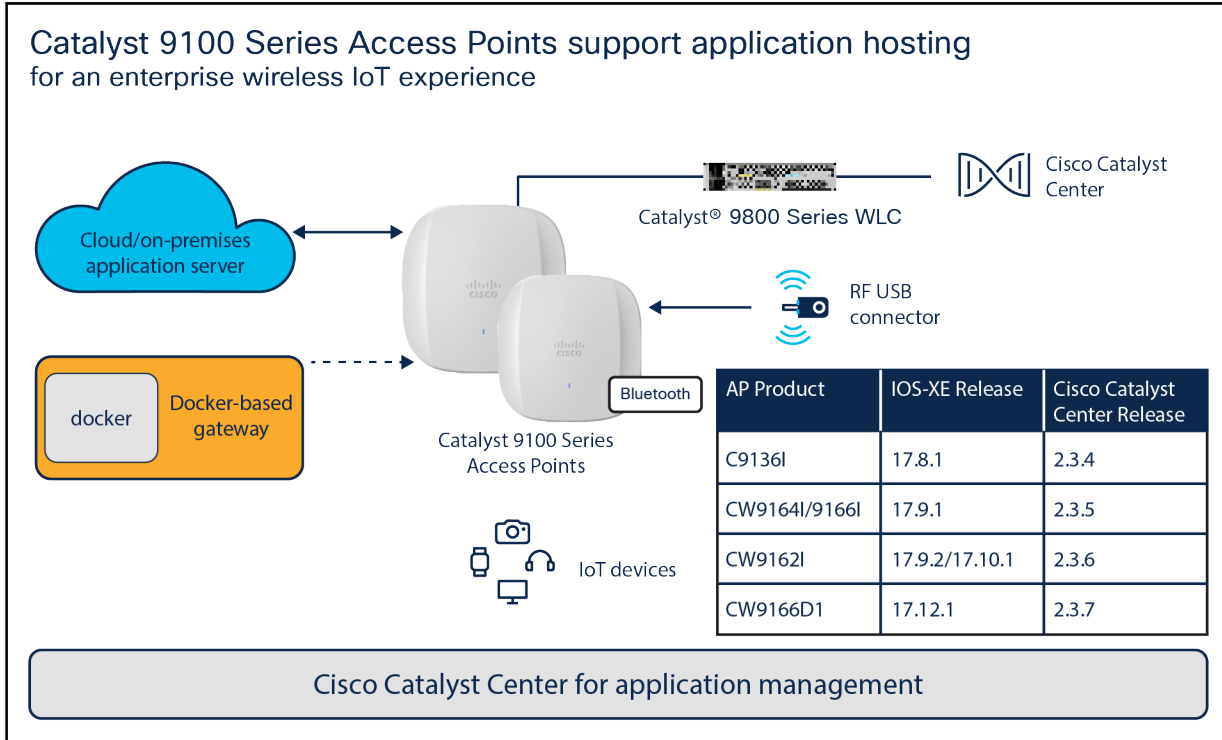 Catalyst 9100 Series Access Points support application hosting
for an enterprise wireless IoT experience
Cloud/on-premises
application server
CISCO
CISCO
Catalyst® 9800 Series WLC
Cisco Catalyst
Center
RF USB
connector
docker
Docker-based
gateway
Bluetooth
Catalyst 9100 Series
Access Points
IoT devices
AP Product IOS-XE Release Cisco Catalyst
Center Release
C9136I 17.8.1 2.3.4
CW9164I/9166I 17.9.1 2.3.5
CW9162I 17.9.2/17.10.1 2.3.6
CW9166D1 17.12.1 2.3.7
Cisco Catalyst Center for application management